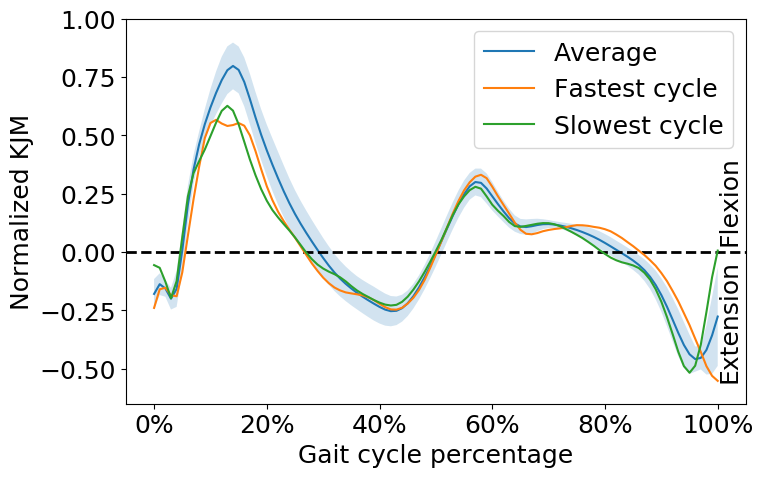 Normalized KJM
1.00
0.75
0.50
0.25
0.00
−0.25
−0.50
Average
Fastest cycle
Slowest cycle
Extension Flexion
0% 20% 40% 60% 80% 100%
Gait cycle percentage